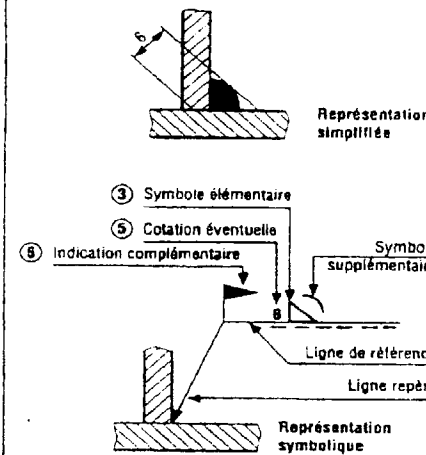 6
Représentation
simplifiée
③ Symbole élémentaire
⑤ Cotation éventuelle
Symbo
⑥ Indication complémentaire
supplémentai
6
Ligne de référenc
Ligne repèr
Représentation
symbolique